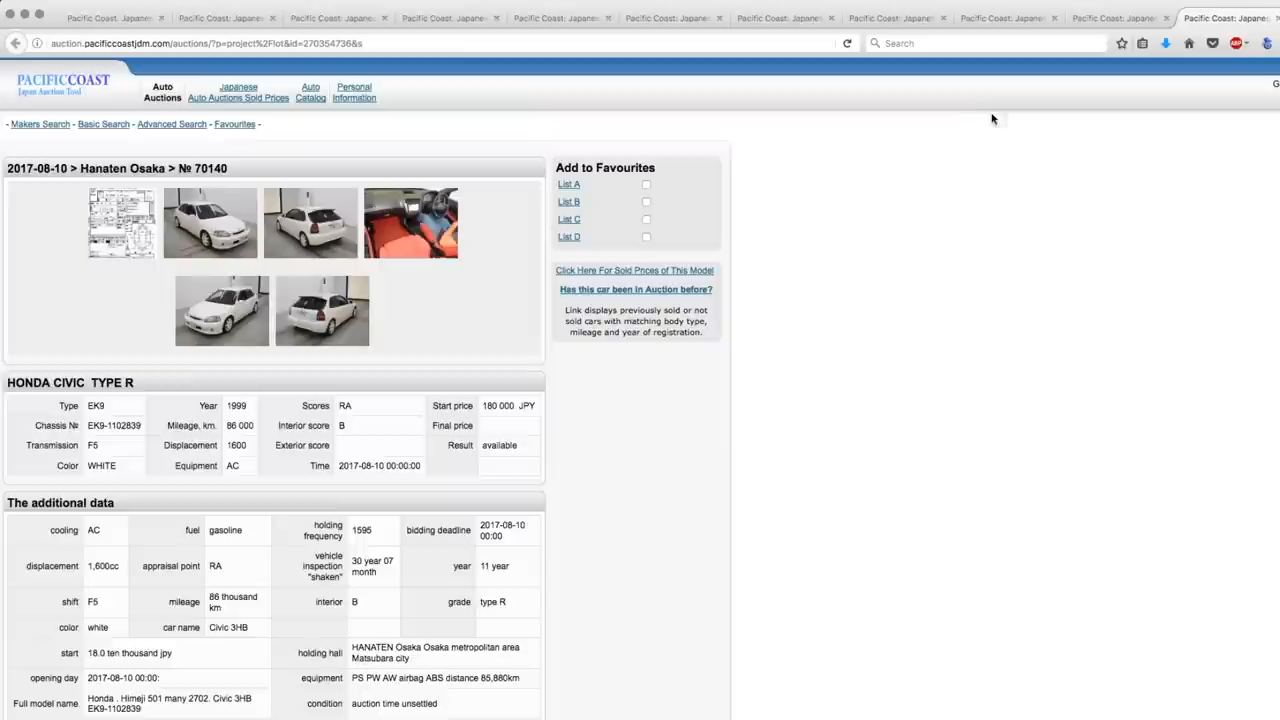 Pacific Coast: Japanes Pacific Coast: Japanes Pacific Coast: Japanes Pacific Coast: Japanes Pacific Coast: Japanes Pacific Coast: Japanes Pacific Coast: Japanes Pacific Coast: Japanes Pacific Coast: Japanes Pacific Coast: Japanes Pacific Coast: Japanes
auction.pacificcoastjdm.com/auctions/?p=project%2Flot&id=270354736&s
Search
ABP
PACIFICCOAST
Japan Auction Tool
Auto Auctions
Japanese Auto Auctions Sold Prices
Auto Catalog
Personal Information
G
- Makers Search - Basic Search - Advanced Search - Favourites -
2017-08-10 > Hanaten Osaka > № 70140
Add to Favourites
List A
List B
List C
List D
Click Here For Sold Prices of This Model
Has this car been in Auction before?
Link displays previously sold or not
sold cars with matching body type,
mileage and year of registration.
HONDA CIVIC TYPE R
Type EK9 Year 1999 Scores RA Start price 180 000 JPY
Chassis № EK9-1102839 Mileage, km. 86 000 Interior score B Final price
Transmission F5 Displacement 1600 Exterior score Result available
Color WHITE Equipment AC Time 2017-08-10 00:00:00
The additional data
cooling AC fuel gasoline holding frequency 1595 bidding deadline 2017-08-10 00:00
displacement 1,600cc appraisal point RA vehicle inspection "shaken" 30 year 07 month year 11 year
shift F5 mileage 86 thousand km interior B grade type R
color white car name Civic 3HB
start 18.0 ten thousand jpy holding hall HANATEN Osaka Osaka metropolitan area Matsubara city
opening day 2017-08-10 00:00: equipment PS PW AW airbag ABS distance 85,880km
Full model name. Honda . Himeji 501 many 2702. Civic 3HB EK9-1102839 condition auction time unsettled